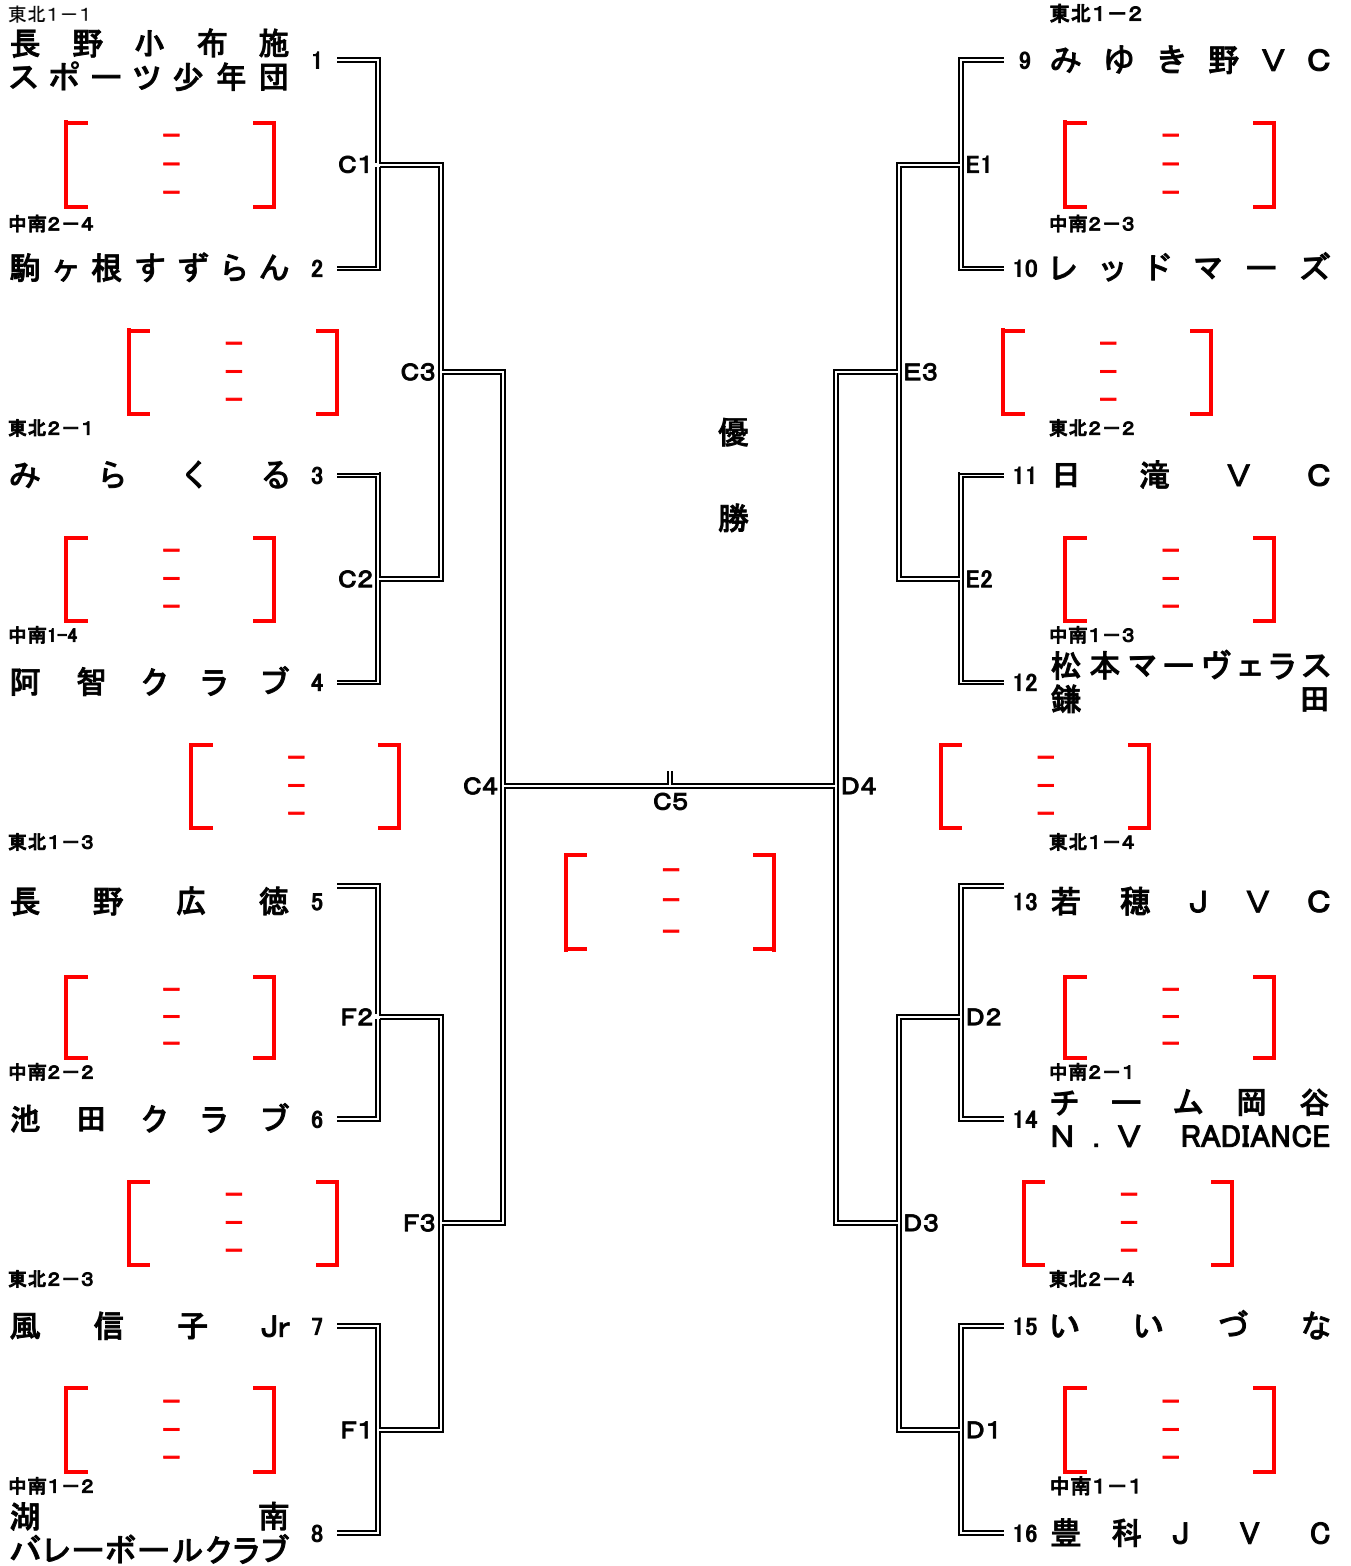 東北1－1
長野小布施
スポーツ少年団 1
C1
中南2－4
駒ヶ根すずらん 2
C3
東北2－1
みらくる 3
C2
中南1-4
阿智クラブ 4
C4
東北1－3
長野広徳 5
F2
中南2－2
池田クラブ 6
F3
東北2－3
風信子Jr 7
F1
中南1－2
湖南
バレーボールクラブ 8
優
勝
C5
東北1－2
9 みゆき野VC
E1
中南2－3
10 レッドマーズ
E3
東北2－2
11 日滝VC
E2
中南1－3
12 松本マーヴェラス
鎌田
D4
東北1－4
13 若穂JVC
D2
中南2－1
14 チーム岡谷
N.V RADIANCE
D3
東北2－4
15 いいづな
D1
中南1－1
16 豊科JVC